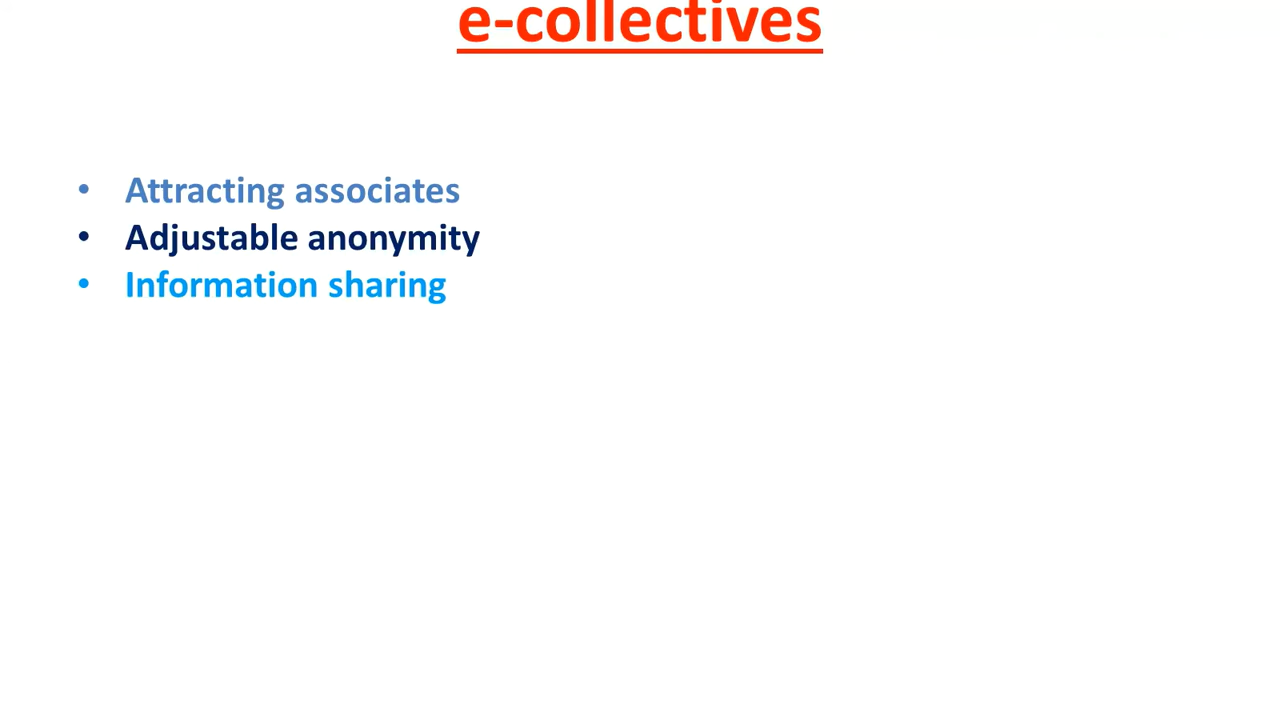 e-collectives
• Attracting associates
• Adjustable anonymity
• Information sharing